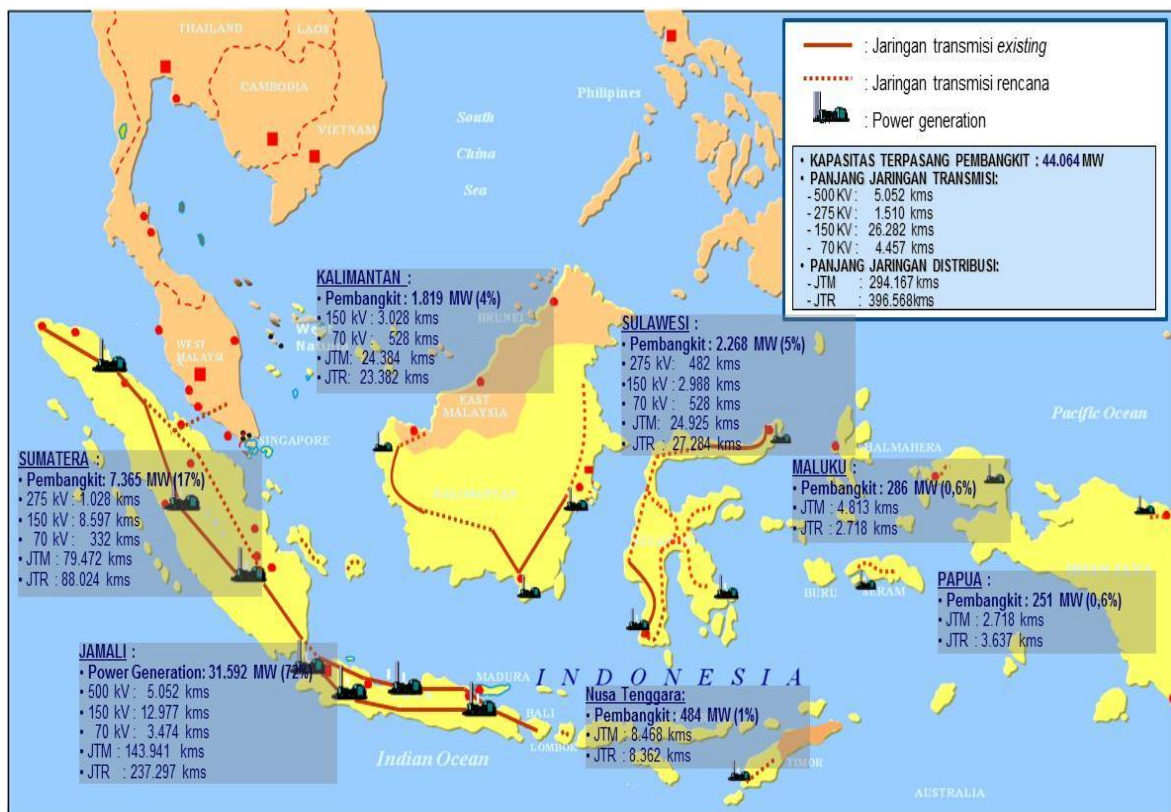 THAILAND
LAOS
CAMBODIA
VIETNAM
South
China
Sea
Philipines
: Jaringan transmisi existing
: Jaringan transmisi rencana
: Power generation
• KAPASITAS TERPASANG PEMBANGKIT : 44.064 MW
• PANJANG JARINGAN TRANSMISI:
- 500 KV : 5.052 kms
- 275 KV : 1.510 kms
- 150 KV : 26.282 kms
- 70 KV : 4.457 kms
• PANJANG JARINGAN DISTRIBUSI:
- JTM : 294.167 kms
- JTR : 396.568kms
KALIMANTAN :
• Pembangkit : 1.819 MW (4%)
• 150 kV : 3.028 kms
70 kV : 528 kms
• JTM: 24.384 kms
• JTR: 23.382 kms
BRUNEI
WEST
MALAYSI
EAST
MALAYSIA
SINGAPORE
KALIMANTAN
SULAWESI :
• Pembangkit : 2.268 MW (5%)
• 275 kV : 482 kms
•150 kV : 2.988 kms
• 70 kV : 528 kms
• JTM: 24.925 kms
• JTR : 27.284 kms
Pacific Ocean
HALMAHERA
SUMATERA :
• Pembangkit: 7.365 MW (17%)
• 275 kV : 1.028 kms
• 150 kV : 8.597 kms
• 70 kV : 332 kms
• JTM : 79.472 kms
• JTR : 88.024 kms
MALUKU :
• Pembangkit : 286 MW (0,6%)
• JTM : 4.813 kms
• JTR : 2.718 kms
BURU
SERAM
PAPUA :
• Pembangkit : 251 MW (0,6%)
• JTM : 2.718 kms
• JTR : 3.637 kms
JAMALI :
• Power Generation: 31.592 MW (72%)
• 500 kV : 5.052 kms
• 150 kV : 12.977 kms
• 70 kV : 3.474 kms
• JTM : 143.941 kms
• JTR : 237.297 kms
MADURA
BALI
LOMBOK
INDONESIA
Indian Ocean
Nusa Tenggara:
• Pembangkit : 484 MW (1%)
• JTM : 8.468 kms
• JTR : 8.362 kms
TIMOR
AUSTRALIA